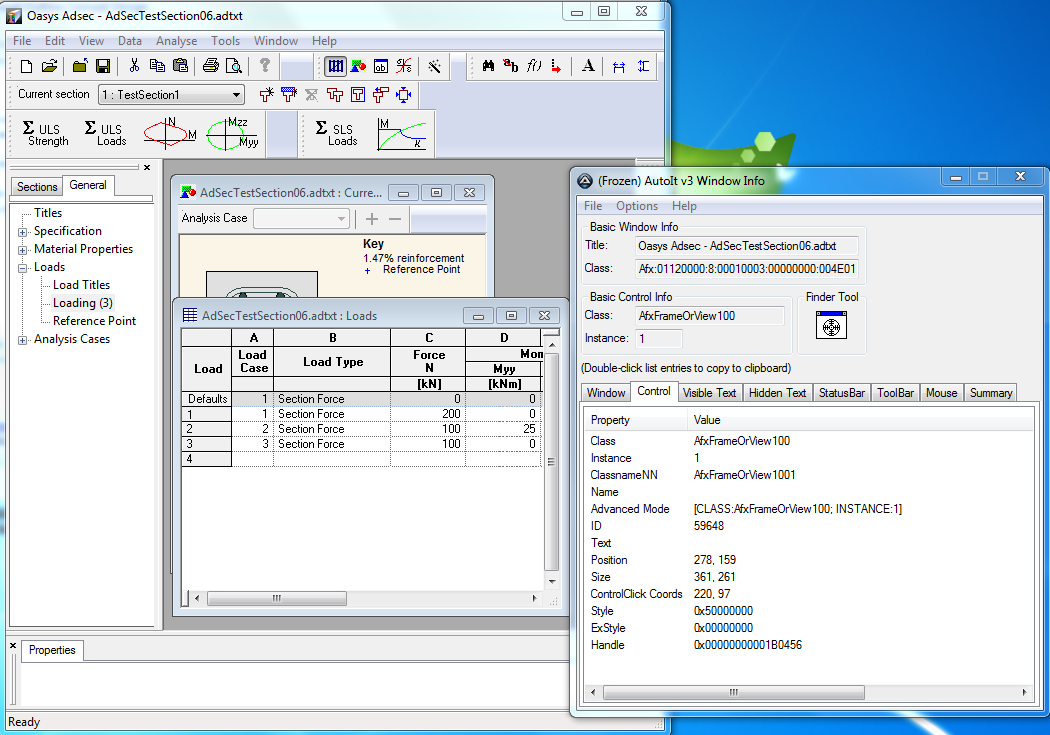 Oasys Adsec - AdSecTestSection06.adtxt
File Edit View Data Analyse Tools Window Help
Current section 1 : TestSection1
Σ ULS Strength
Σ ULS Loads
N M
Mzz Myy
Σ SLS Loads
M K
Sections General
Titles
Specification
Material Properties
Loads
Load Titles
Loading (3)
Reference Point
Analysis Cases
AdSecTestSection06.adtxt : Curre...
Analysis Case
Key
1.47% reinforcement
+ Reference Point
AdSecTestSection06.adtxt : Loads
A B C D
Load Load Case Load Type Force N Mon
Myy
[kN] [kNm]
Defaults 1 Section Force 0 0
1 1 Section Force 200 0
2 2 Section Force 100 25
3 3 Section Force 100 0
4
Properties
Ready
(Frozen) AutoIt v3 Window Info
File Options Help
Basic Window Info
Title: Oasys Adsec - AdSecTestSection06.adtxt
Class: Afx:01120000:8:00010003:00000000:004E01
Basic Control Info
Class: AfxFrameOrView100
Instance: 1
Finder Tool
(Double-click list entries to copy to clipboard)
Window Control Visible Text Hidden Text StatusBar ToolBar Mouse Summary
Property Value
Class AfxFrameOrView100
Instance 1
ClassnameNN AfxFrameOrView1001
Name
Advanced Mode [CLASS:AfxFrameOrView100; INSTANCE:1]
ID 59648
Text
Position 278, 159
Size 361, 261
ControlClick Coords 220, 97
Style 0x50000000
ExStyle 0x00000000
Handle 0x00000000001B0456